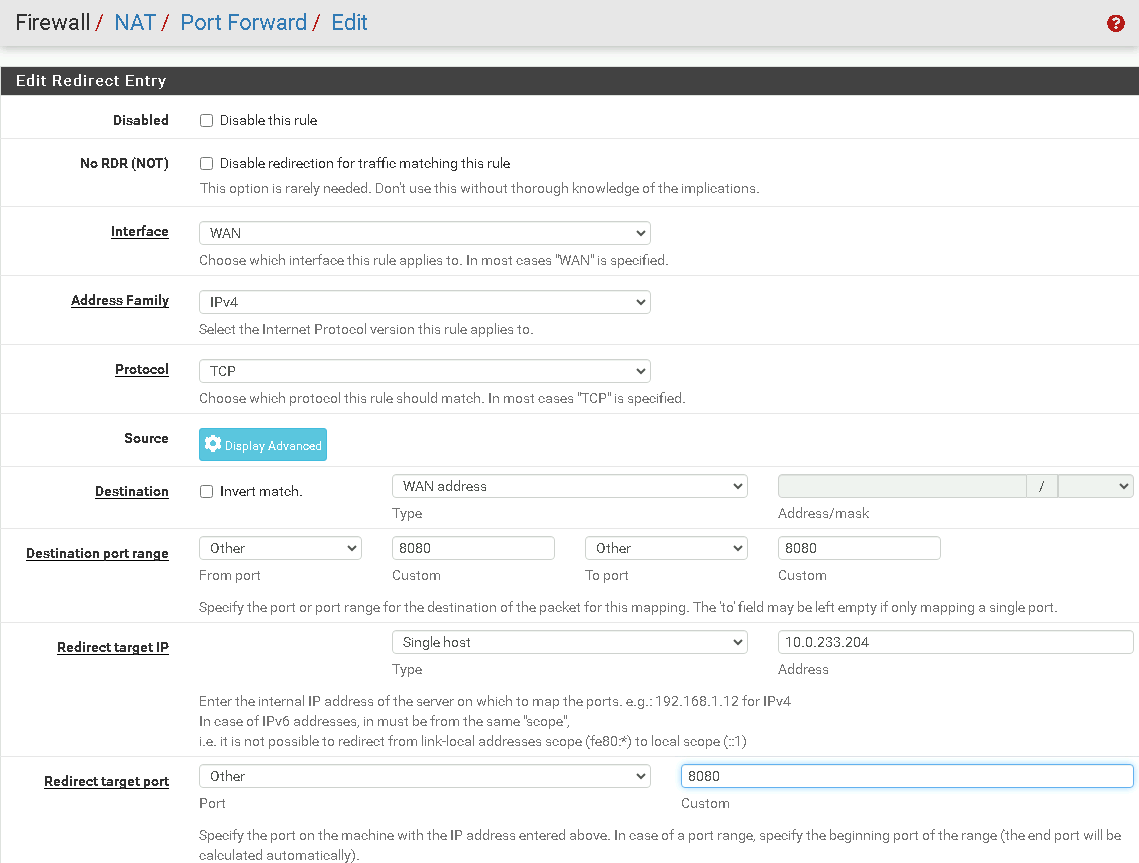 Firewall / NAT / Port Forward / Edit
?
Edit Redirect Entry
Disabled Disable this rule
No RDR (NOT) Disable redirection for traffic matching this rule
This option is rarely needed. Don't use this without thorough knowledge of the implications.
Interface WAN
Choose which interface this rule applies to. In most cases "WAN" is specified.
Address Family IPv4
Select the Internet Protocol version this rule applies to.
Protocol TCP
Choose which protocol this rule should match. In most cases "TCP" is specified.
Source Display Advanced
Destination Invert match. WAN address /
Type Address/mask
Destination port range Other 8080 Other 8080
From port Custom To port Custom
Specify the port or port range for the destination of the packet for this mapping. The 'to' field may be left empty if only mapping a single port.
Redirect target IP Single host 10.0.233.204
Type Address
Enter the internal IP address of the server on which to map the ports. e.g.: 192.168.1.12 for IPv4
In case of IPv6 addresses, in must be from the same "scope",
i.e. it is not possible to redirect from link-local addresses scope (fe80:*) to local scope (::1)
Redirect target port Other 8080
Port Custom
Specify the port on the machine with the IP address entered above. In case of a port range, specify the beginning port of the range (the end port will be
calculated automatically).